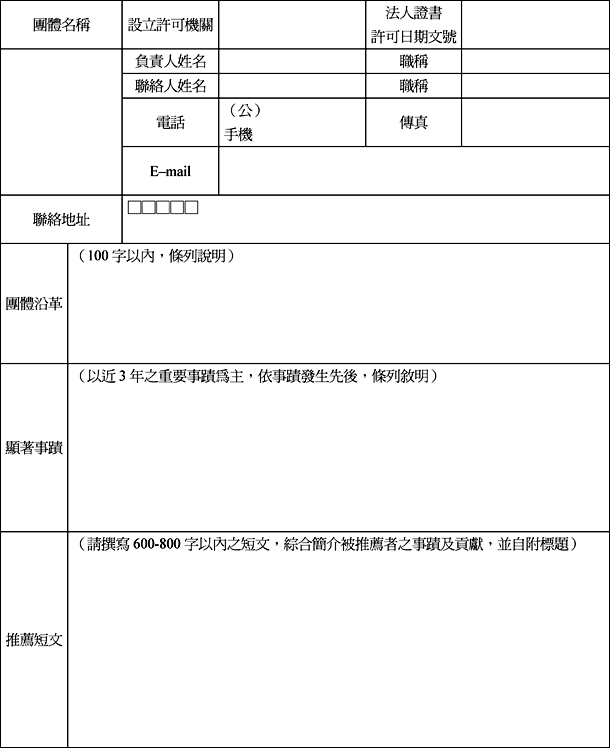 團體名稱 設立許可機關 法人證書
許可日期文號
負責人姓名 職稱
聯絡人姓名 職稱
電話 （公） 傳真
手機
E–mail
聯絡地址 □□□□□
團體沿革 （100 字以內，條列說明）
顯著事蹟 （以近 3 年之重要事蹟為主，依事蹟發生先後，條列敘明）
推薦短文 （請撰寫 600-800 字以內之短文，綜合簡介被推薦者之事蹟及貢獻，並自附標題）